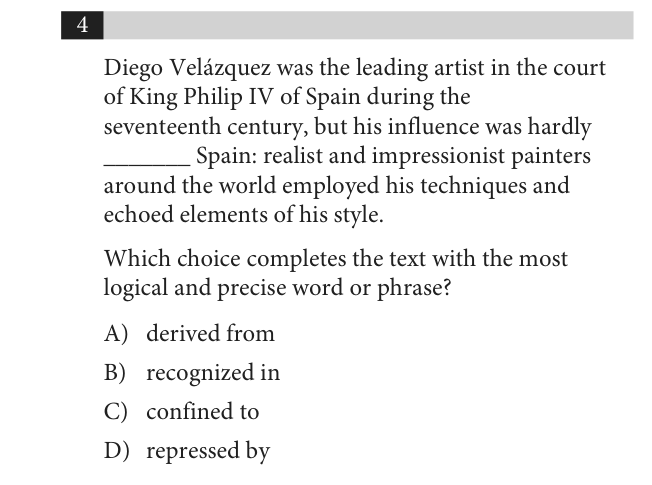 4
Diego Velázquez was the leading artist in the court
of King Philip IV of Spain during the
seventeenth century, but his influence was hardly
_______ Spain: realist and impressionist painters
around the world employed his techniques and
echoed elements of his style.
Which choice completes the text with the most
logical and precise word or phrase?
A) derived from
B) recognized in
C) confined to
D) repressed by